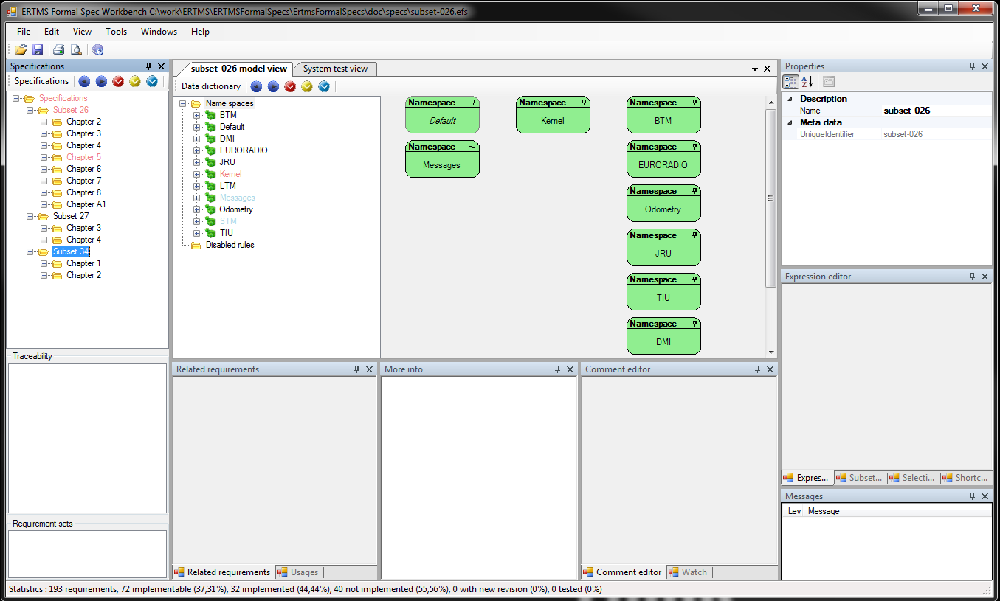 ERTMS Formal Spec Workbench C:\work\ERTMS\ERTMSFormalSpecs\ErtmsFormalSpecs\doc\specs\subset-026.efs
File Edit View Tools Windows Help
Specifications
Specifications
Specifications
Subset 26
Chapter 2
Chapter 3
Chapter 4
Chapter 5
Chapter 6
Chapter 7
Chapter 8
Chapter A1
Subset 27
Chapter 3
Chapter 4
Subset 34
Chapter 1
Chapter 2
Traceability
Requirement sets
subset-026 model view System test view
Data dictionary
Name spaces
BTM
Default
DMI
EURORADIO
JRU
Kernel
LTM
Messages
Odometry
STM
TIU
Disabled rules
Namespace
Default
Namespace
Messages
Namespace
Kernel
Namespace
BTM
Namespace
EURORADIO
Namespace
Odometry
Namespace
JRU
Namespace
TIU
Namespace
DMI
Related requirements
Related requirements Usages
More info
Comment editor
Comment editor Watch
Properties
A
Z
Description
Name subset-026
Meta data
UniqueIdentifier subset-026
Expression editor
Expres... Subset... Selecti... Shortc...
Messages
Lev Message
Statistics : 193 requirements, 72 implementable (37,31%), 32 implemented (44,44%), 40 not implemented (55,56%), 0 with new revision (0%), 0 tested (0%)